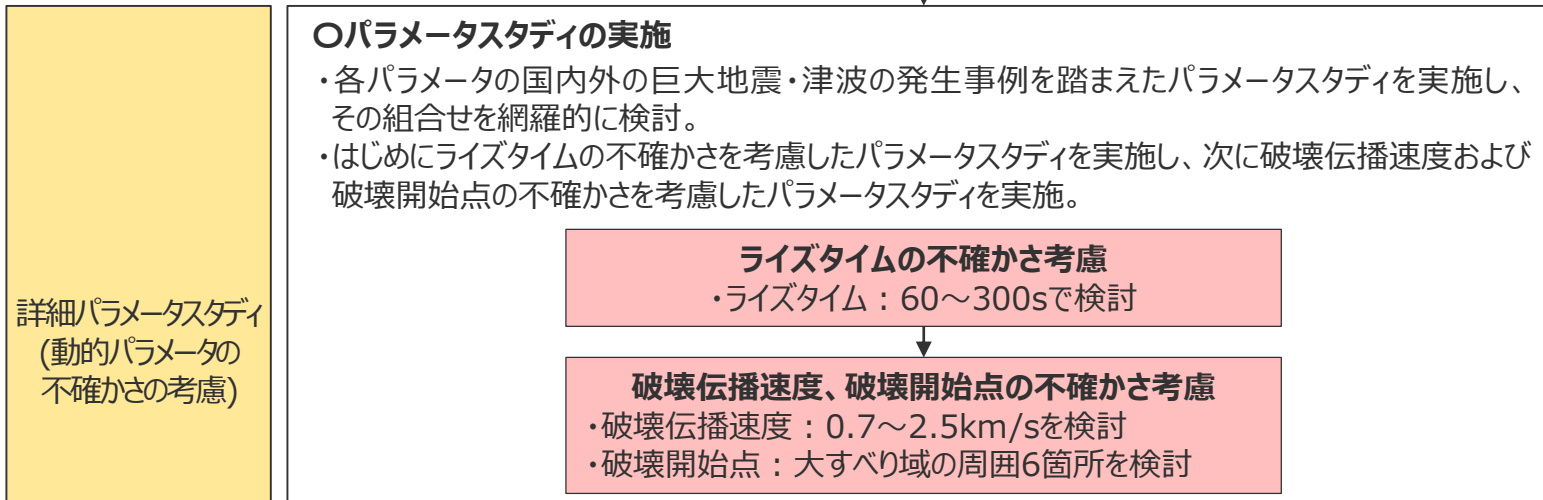 詳細パラメータスタディ
(動的パラメータの
不確かさの考慮)
〇パラメータスタディの実施
・各パラメータの国内外の巨大地震・津波の発生事例を踏まえたパラメータスタディを実施し、
その組合せを網羅的に検討。
・はじめにライズタイムの不確かさを考慮したパラメータスタディを実施し、次に破壊伝播速度および
破壊開始点の不確かさを考慮したパラメータスタディを実施。
ライズタイムの不確かさ考慮
・ライズタイム：60～300sで検討
破壊伝播速度、破壊開始点の不確かさ考慮
・破壊伝播速度：0.7～2.5km/sを検討
・破壊開始点：大すべり域の周囲6箇所を検討